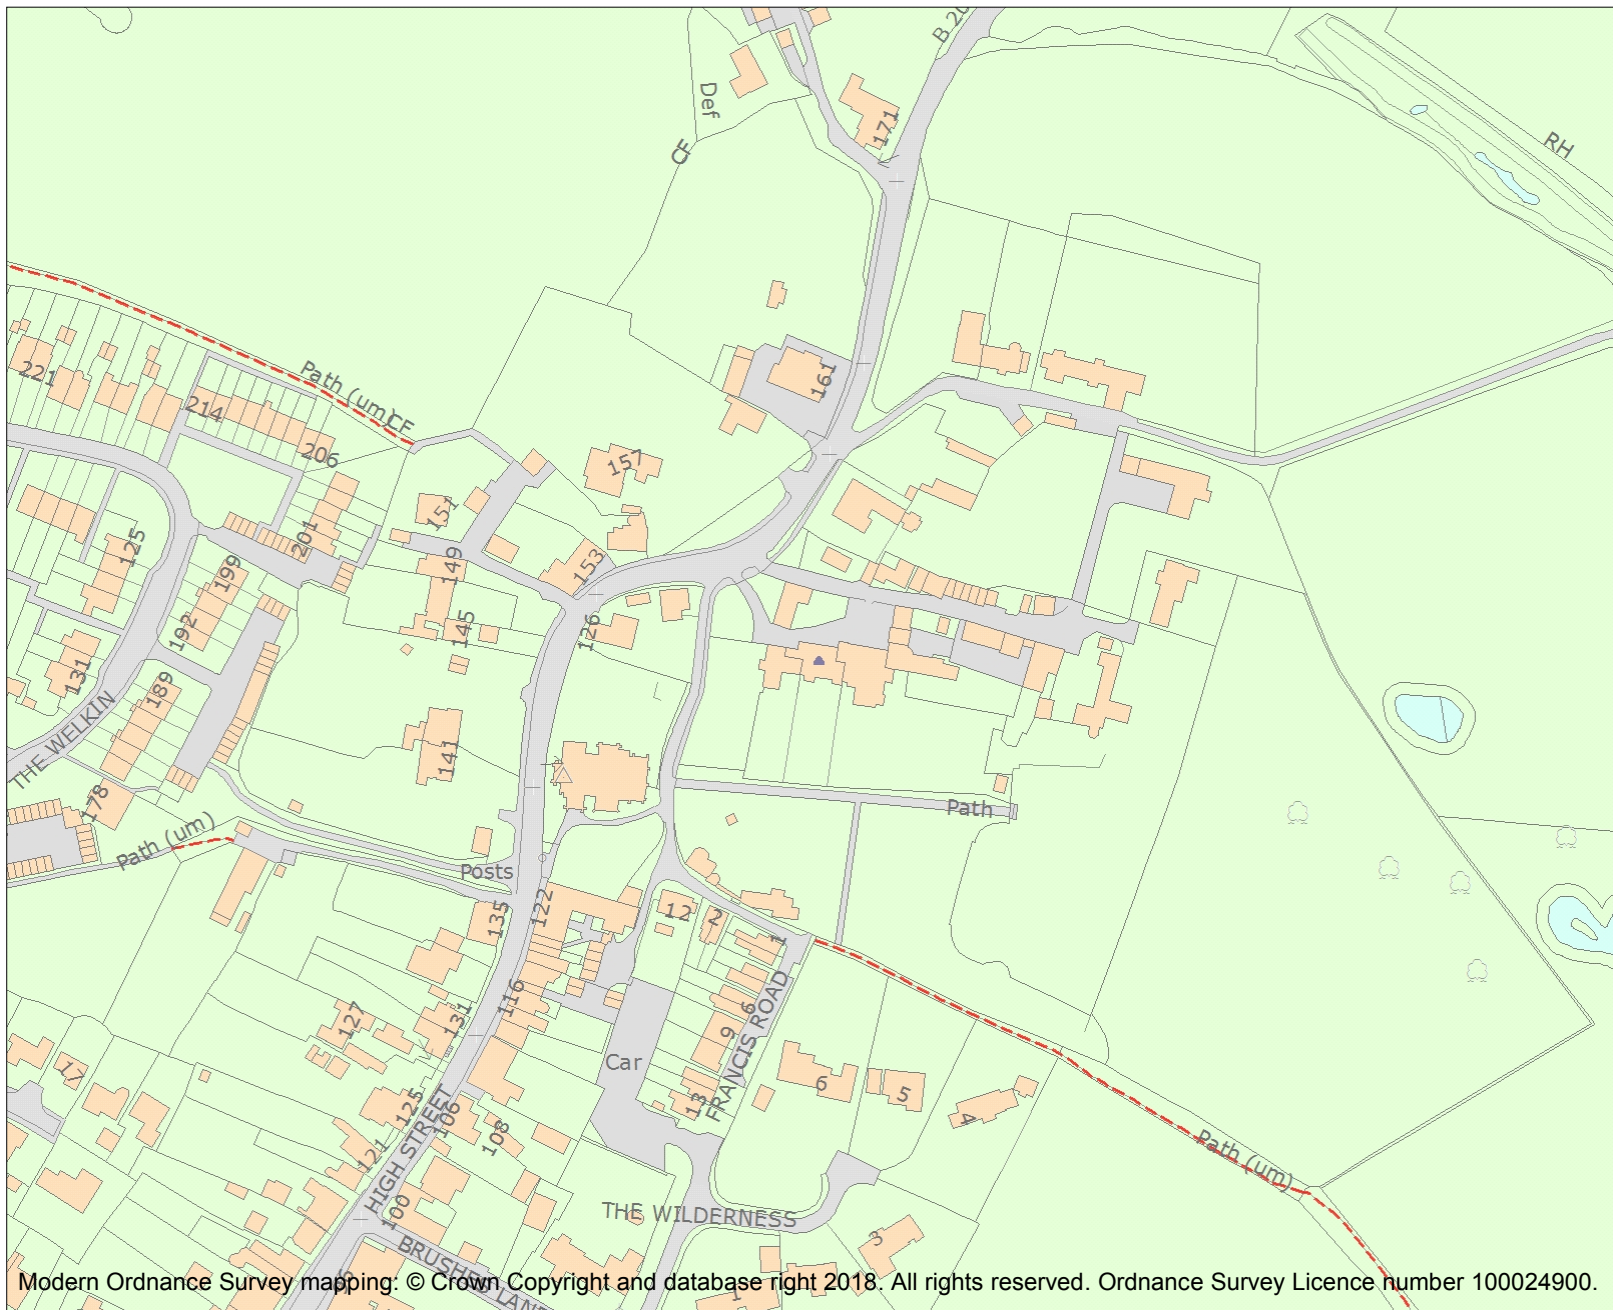 B 20
Def
171
CF
RH
Path (um)
CF
221
214
206
161
157
151
201
125
199
149
153
192
145
126
131
189
THE WELKIN
141
178
Path (um)
Path
Posts
135
122
12
2
1
116
131
127
6
9
FRANCIS ROAD
Car
17
13
6
5
4
125
106
108
121
HIGH STREET
100
Path (um)
THE WILDERNESS
3
BRUSHES LANE
1
Modern Ordnance Survey mapping: © Crown Copyright and database right 2018. All rights reserved. Ordnance Survey Licence number 100024900.